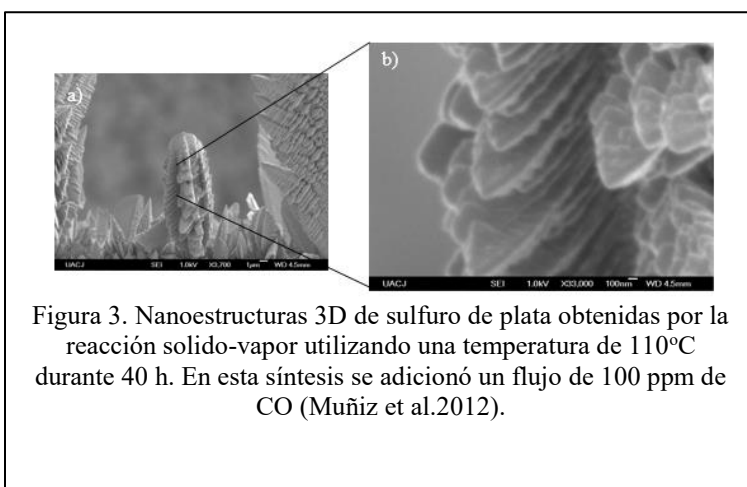 a)
UACJ SEI 1.0kV X3,700 1µm WD 4.5mm
b)
UACJ SEI 1.0kV X33,000 100nm WD 4.5mm
Figura 3. Nanoestructuras 3D de sulfuro de plata obtenidas por la
reacción solido-vapor utilizando una temperatura de 110°C
durante 40 h. En esta síntesis se adicionó un flujo de 100 ppm de
CO (Muñiz et al.2012).